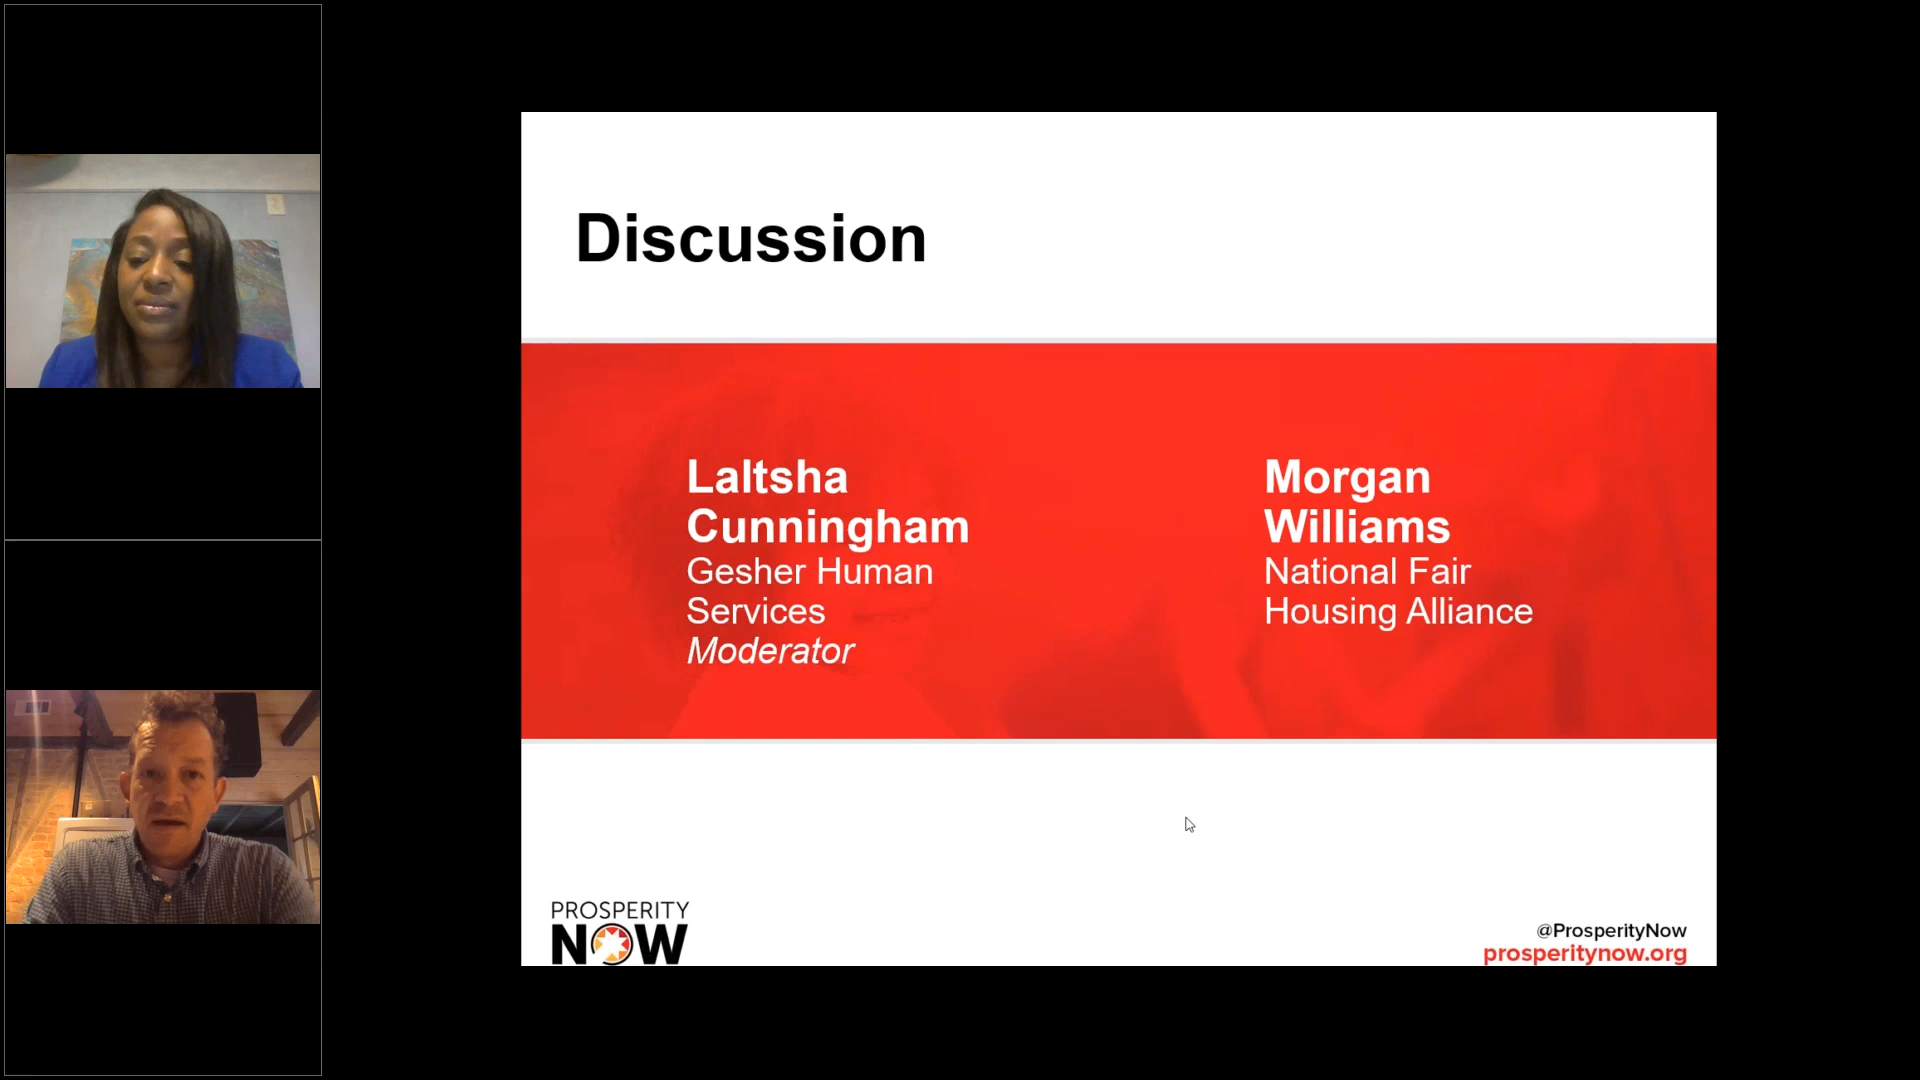 Discussion
Laltsha
Cunningham
Gesher Human
Services
Moderator
Morgan
Williams
National Fair
Housing Alliance
PROSPERITY
NOW
@ProsperityNow
prosperitynow.org